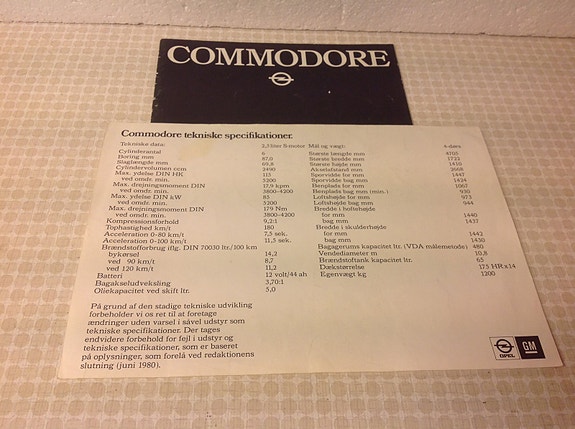 COMMODORE
Commodore tekniske specifikationer.
Tekniske data: 2,5 liter S-motor
Cylinderantal 6
Boring mm 87,0
Slaglængde mm 69,8
Cylindervolumen ccm 2490
Max. ydelse DIN HK 115
ved omdr. min. 5200
Max. drejningsmoment DIN 17,9 kpm
ved omdr. min. 3800-4200
Max. ydelse DIN kW 85
ved omdr. min. 5200
Max. drejningsmoment DIN 179 Nm
ved omdr. min. 3800-4200
Kompressionsforhold 9,2:1
Tophastighed km/t 180
Acceleration 0-80 km/t 7,5 sek.
Acceleration 0-100 km/t 11,5 sek.
Brændstofforbrug iflg. DIN 70030 ltr./100 km
bykørsel 14,2
ved 90 km/t 8,7
ved 120 km/t 11,2
Batteri 12 volt/44 ah
Bagakseludveksling 3,70:1
Oliekapacitet ved skift ltr. 5,0
Mål og vægt: 4-dørs
Største længde mm 4705
Største bredde mm 1722
Største højde mm 1410
Akselafstand mm 2668
Sporvidde for mm 1447
Sporvidde bag mm 1424
Benplads for mm 1067
Benplads bag mm (min.) 930
Loftshøjde for mm 973
Loftshøjde bag mm 944
Bredde i hoftehøjde
for mm 1440
bag mm 1437
Bredde i skulderhøjde
for mm 1442
bag mm 1430
Bagagerums kapacitet ltr. (VDA målemetode) 480
Vendediameter m 10,8
Brændstoftank kapacitet ltr. 65
Dækstørrelse 175 HR x 14
Egenvægt kg 1200
På grund af den stadige tekniske udvikling
forbeholder vi os ret til at foretage
ændringer uden varsel i såvel udstyr som
tekniske specifikationer. Der tages
endvidere forbehold for fejl i udstyr og
tekniske specifikationer, som er baseret
på oplysninger, som forelå ved redaktionens
slutning (juni 1980).
OPEL
GM